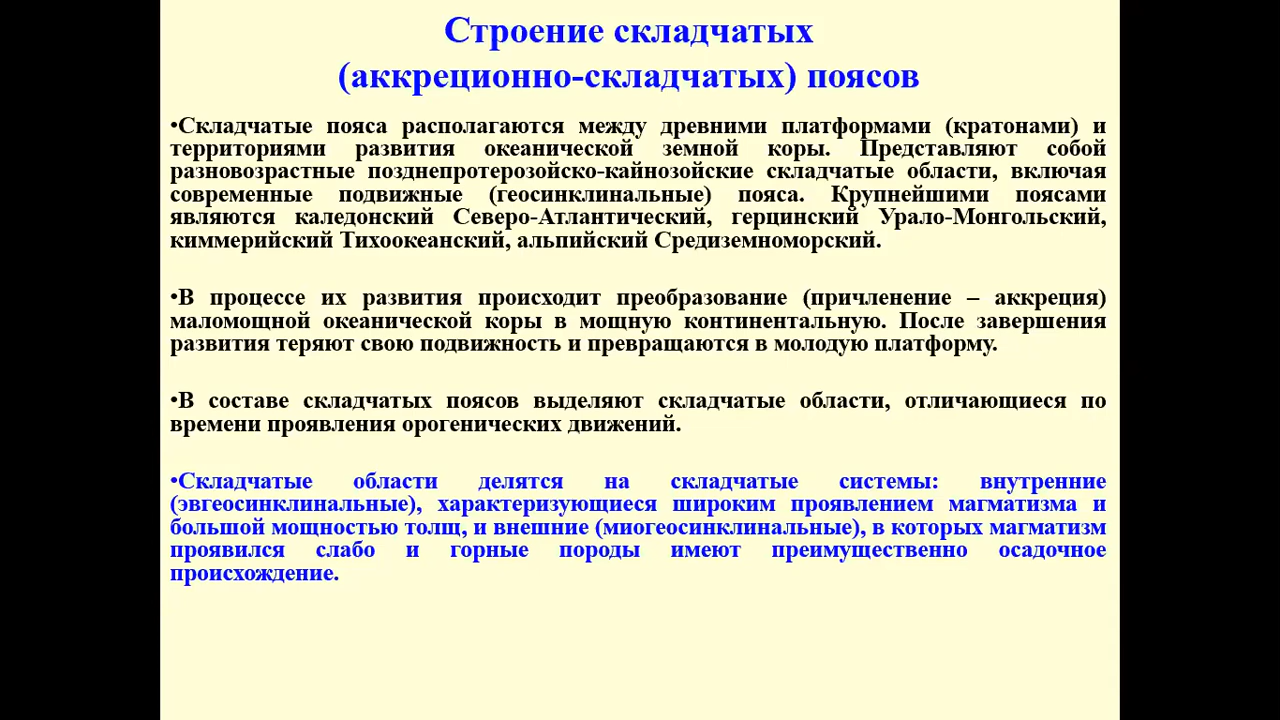 Строение складчатых
(аккреционно-складчатых) поясов
•Складчатые пояса располагаются между древними платформами (кратонами) и
территориями развития океанической земной коры. Представляют собой
разновозрастные позднепротерозойско-кайнозойские складчатые области, включая
современные подвижные (геосинклинальные) пояса. Крупнейшими поясами
являются каледонский Северо-Атлантический, герцинский Урало-Монгольский,
киммерийский Тихоокеанский, альпийский Средиземноморский.
•В процессе их развития происходит преобразование (причленение – аккреция)
маломощной океанической коры в мощную континентальную. После завершения
развития теряют свою подвижность и превращаются в молодую платформу.
•В составе складчатых поясов выделяют складчатые области, отличающиеся по
времени проявления орогенических движений.
•Складчатые области делятся на складчатые системы: внутренние
(эвгеосинклинальные), характеризующиеся широким проявлением магматизма и
большой мощностью толщ, и внешние (миогеосинклинальные), в которых магматизм
проявился слабо и горные породы имеют преимущественно осадочное
происхождение.